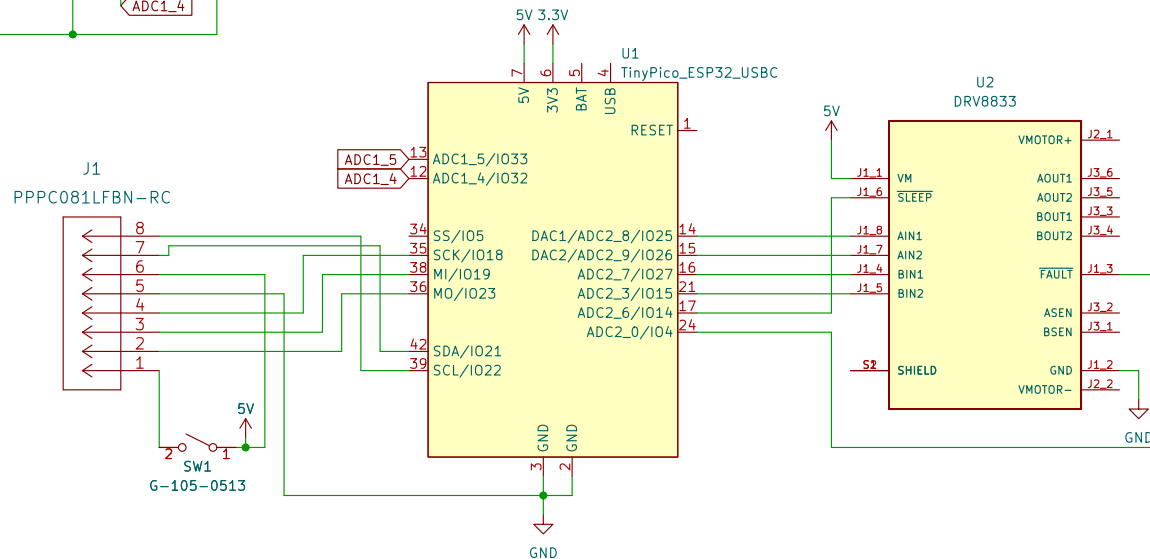 ADC1_4
5V 3.3V
U1
TinyPico_ESP32_USBC
7
6
5
4
5V
3V3
BAT
USB
RESET
1
13
ADC1_5
ADC1_5/IO33
12
ADC1_4
ADC1_4/IO32
34
SS/IO5
35
SCK/IO18
38
MI/IO19
36
MO/IO23
42
SDA/IO21
39
SCL/IO22
DAC1/ADC2_8/IO25
14
DAC2/ADC2_9/IO26
15
ADC2_7/IO27
16
ADC2_3/IO15
21
ADC2_6/IO14
17
ADC2_0/IO4
24
GND
GND
3
2
GND
J1
PPPC081LFBN-RC
8
7
6
5
4
3
2
1
5V
2
1
SW1
G-105-0513
U2
DRV8833
5V
J1_1
VM
J1_6
SLEEP
J1_8
AIN1
J1_7
AIN2
J1_4
BIN1
J1_5
BIN2
SHIELD
VMOTOR+
J2_1
AOUT1
J3_6
AOUT2
J3_5
BOUT1
J3_3
BOUT2
J3_4
FAULT
J1_3
ASEN
J3_2
BSEN
J3_1
GND
J1_2
VMOTOR-
J2_2
GND